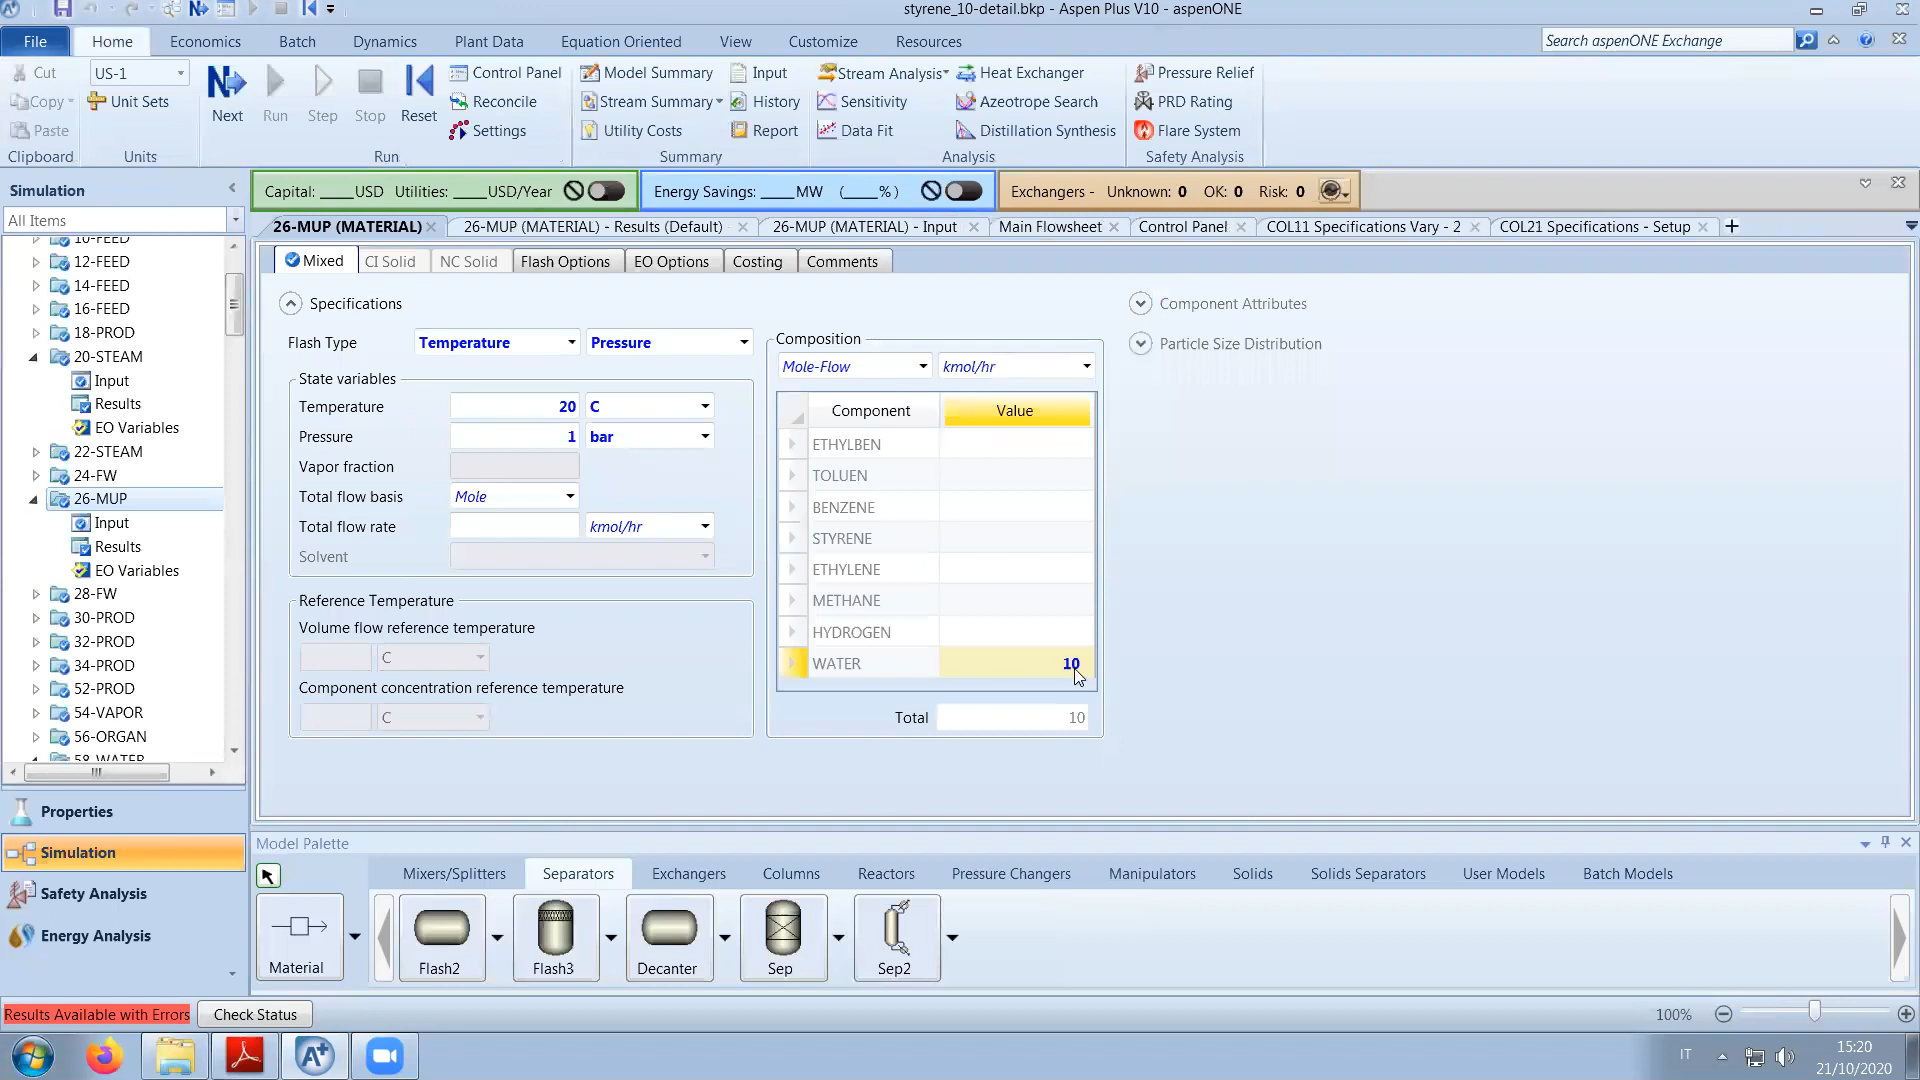 styrene_10-detail.bkp - Aspen Plus V10 - aspenONE
File Home Economics Batch Dynamics Plant Data Equation Oriented View Customize Resources Search aspenONE Exchange
Cut US-1 Control Panel Model Summary Input Stream Analysis Heat Exchanger Pressure Relief
Copy Unit Sets Next Run Step Stop Reset Reconcile Stream Summary History Sensitivity Azeotrope Search PRD Rating
Paste Settings Utility Costs Report Data Fit Distillation Synthesis Flare System
Clipboard Units Run Summary Analysis Safety Analysis
Simulation
Capital: ____USD Utilities: ____USD/Year Energy Savings: ____MW (____%) Exchangers - Unknown: 0 OK: 0 Risk: 0
All Items
26-MUP (MATERIAL) 26-MUP (MATERIAL) - Results (Default) 26-MUP (MATERIAL) - Input Main Flowsheet Control Panel COL11 Specifications Vary - 2 COL21 Specifications - Setup
10-FEED
12-FEED
14-FEED
16-FEED
18-PROD
20-STEAM
Input
Results
EO Variables
22-STEAM
24-FW
26-MUP
Input
Results
EO Variables
28-FW
30-PROD
32-PROD
34-PROD
52-PROD
54-VAPOR
56-ORGAN
58-WATER
Properties
Simulation
Safety Analysis
Energy Analysis
Mixed CI Solid NC Solid Flash Options EO Options Costing Comments
Specifications
Flash Type Temperature Pressure
State variables
Temperature 20 C
Pressure 1 bar
Vapor fraction
Total flow basis Mole
Total flow rate kmol/hr
Solvent
Reference Temperature
Volume flow reference temperature
C
Component concentration reference temperature
C
Composition
Mole-Flow kmol/hr
Component Value
ETHYLBEN
TOLUEN
BENZENE
STYRENE
ETHYLENE
METHANE
HYDROGEN
WATER 10
Total 10
Component Attributes
Particle Size Distribution
Model Palette
Mixers/Splitters Separators Exchangers Columns Reactors Pressure Changers Manipulators Solids Solids Separators User Models Batch Models
Material Flash2 Flash3 Decanter Sep Sep2
Results Available with Errors Check Status 100%
IT 15:20
21/10/2020